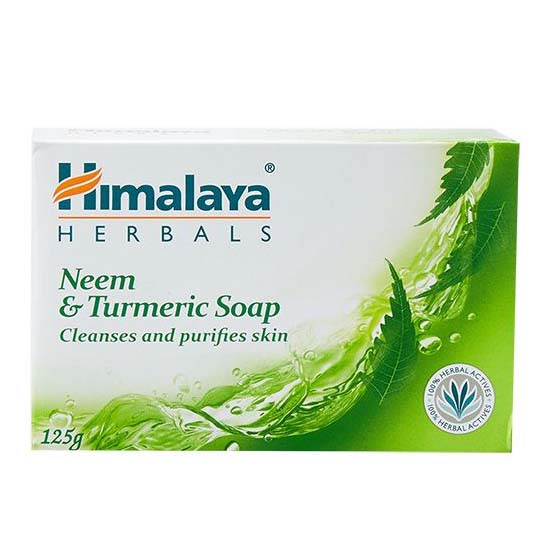 Himalaya®
HERBALS
Neem
& Turmeric Soap
Cleanses and purifies skin
125g
100% HERBAL ACTIVES
100% HERBAL ACTIVES